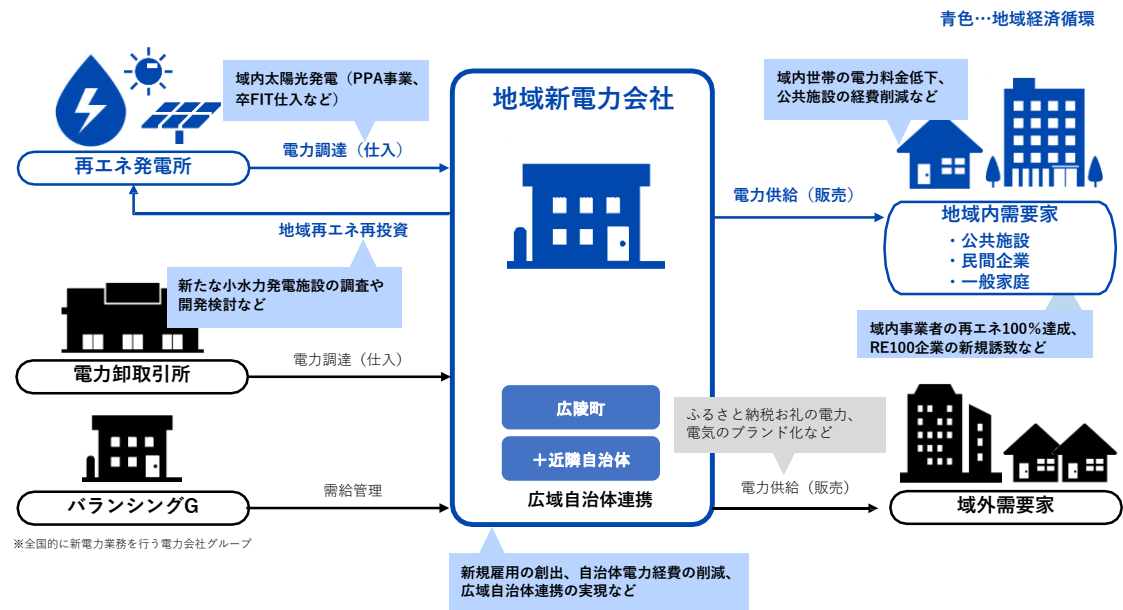 青色…地域経済循環
域内太陽光発電（PPA事業、
卒FIT仕入など）
再エネ発電所
電力調達（仕入）
地域再エネ再投資
新たな小水力発電施設の調査や
開発検討など
電力卸取引所
電力調達（仕入）
バランシングG
需給管理
※全国的に新電力業務を行う電力会社グループ
地域新電力会社
広陵町
＋近隣自治体
広域自治体連携
新規雇用の創出、自治体電力経費の削減、
広域自治体連携の実現など
域内世帯の電力料金低下、
公共施設の経費削減など
電力供給（販売）
地域内需要家
・公共施設
・民間企業
・一般家庭
域内事業者の再エネ100％達成、
RE100企業の新規誘致など
ふるさと納税お礼の電力、
電気のブランド化など
電力供給（販売）
域外需要家